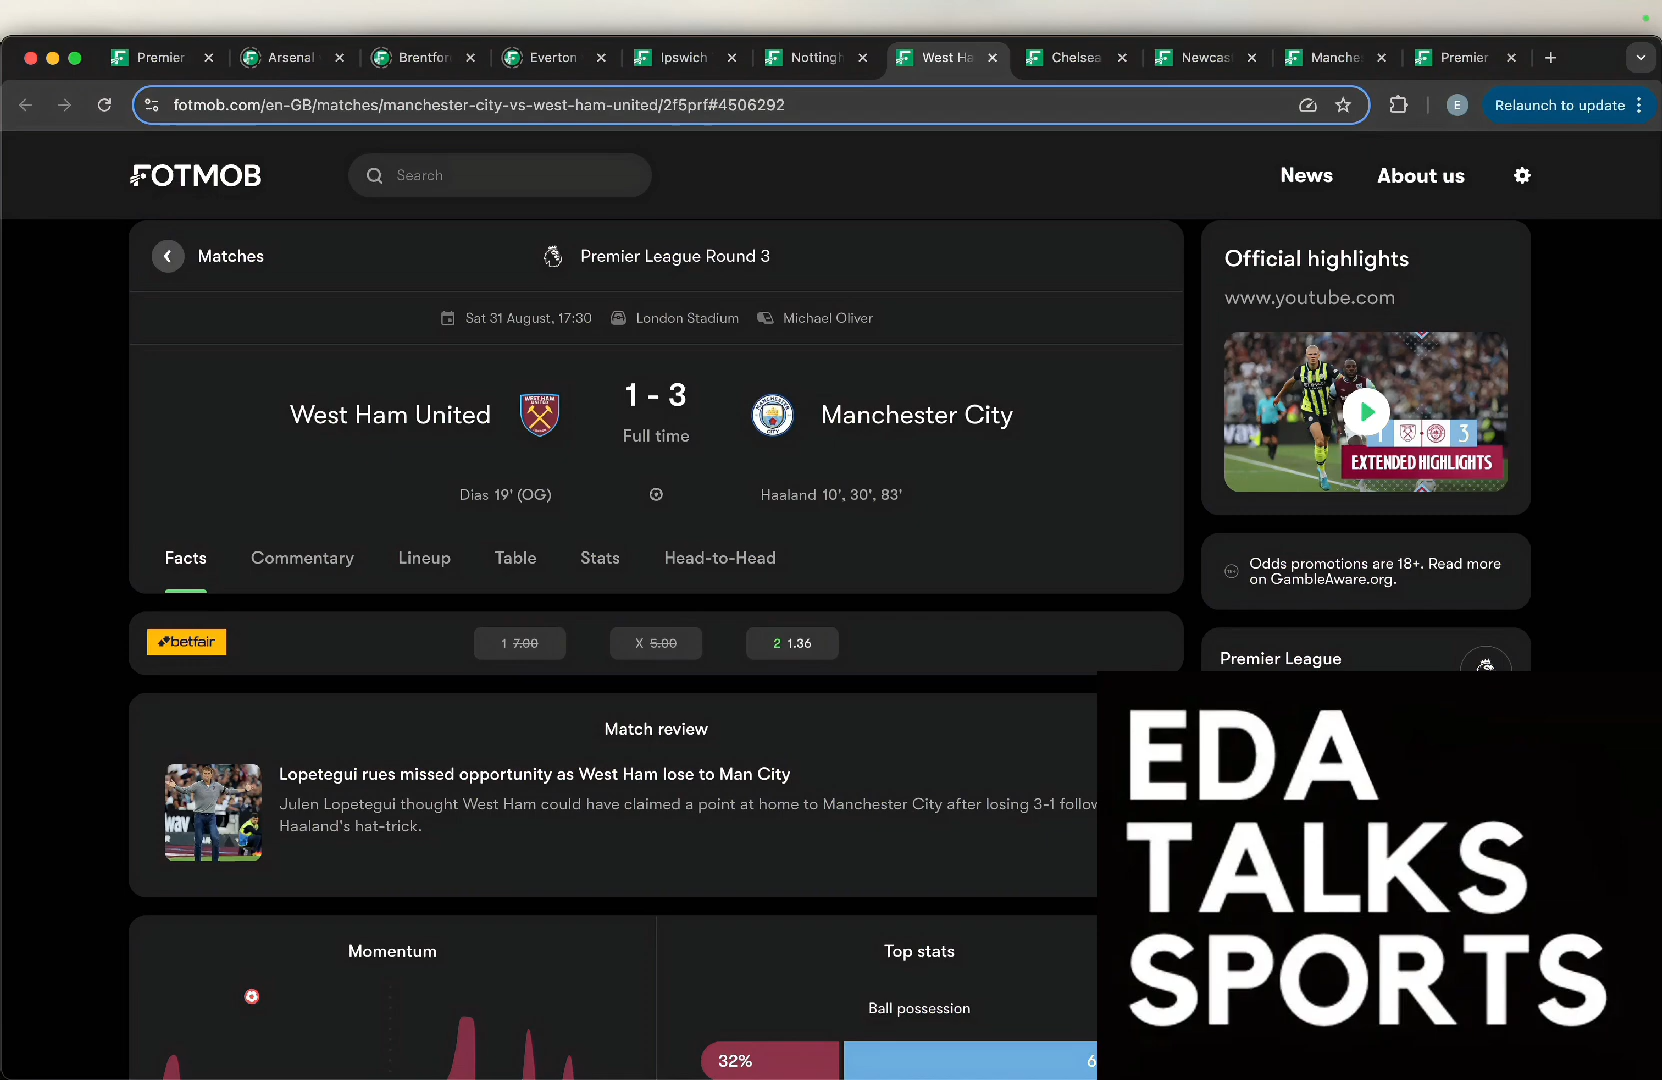 Premier
Arsenal
Brentfor
Everton
Ipswich
Nottingh
West Ha
Chelsea
Newcas
Manches
Premier
fotmob.com/en-GB/matches/manchester-city-vs-west-ham-united/2f5prf#4506292
E
Relaunch to update
FOTMOB
Search
News
About us
Matches
Premier League Round 3
Sat 31 August, 17:30
London Stadium
Michael Oliver
West Ham United
WEST HAM
1 - 3
Full time
Manchester City
Dias 19' (OG)
Haaland 10', 30', 83'
Facts
Commentary
Lineup
Table
Stats
Head-to-Head
betfair
1 7.00
X 5.00
2 1.36
Match review
Lopetegui rues missed opportunity as West Ham lose to Man City
Julen Lopetegui thought West Ham could have claimed a point at home to Manchester City after losing 3-1 follow
Haaland's hat-trick.
Momentum
Top stats
Ball possession
32%
6
Official highlights
www.youtube.com
1
3
EXTENDED HIGHLIGHTS
Odds promotions are 18+. Read more
on GambleAware.org.
Premier League
EDA
TALKS
SPORTS